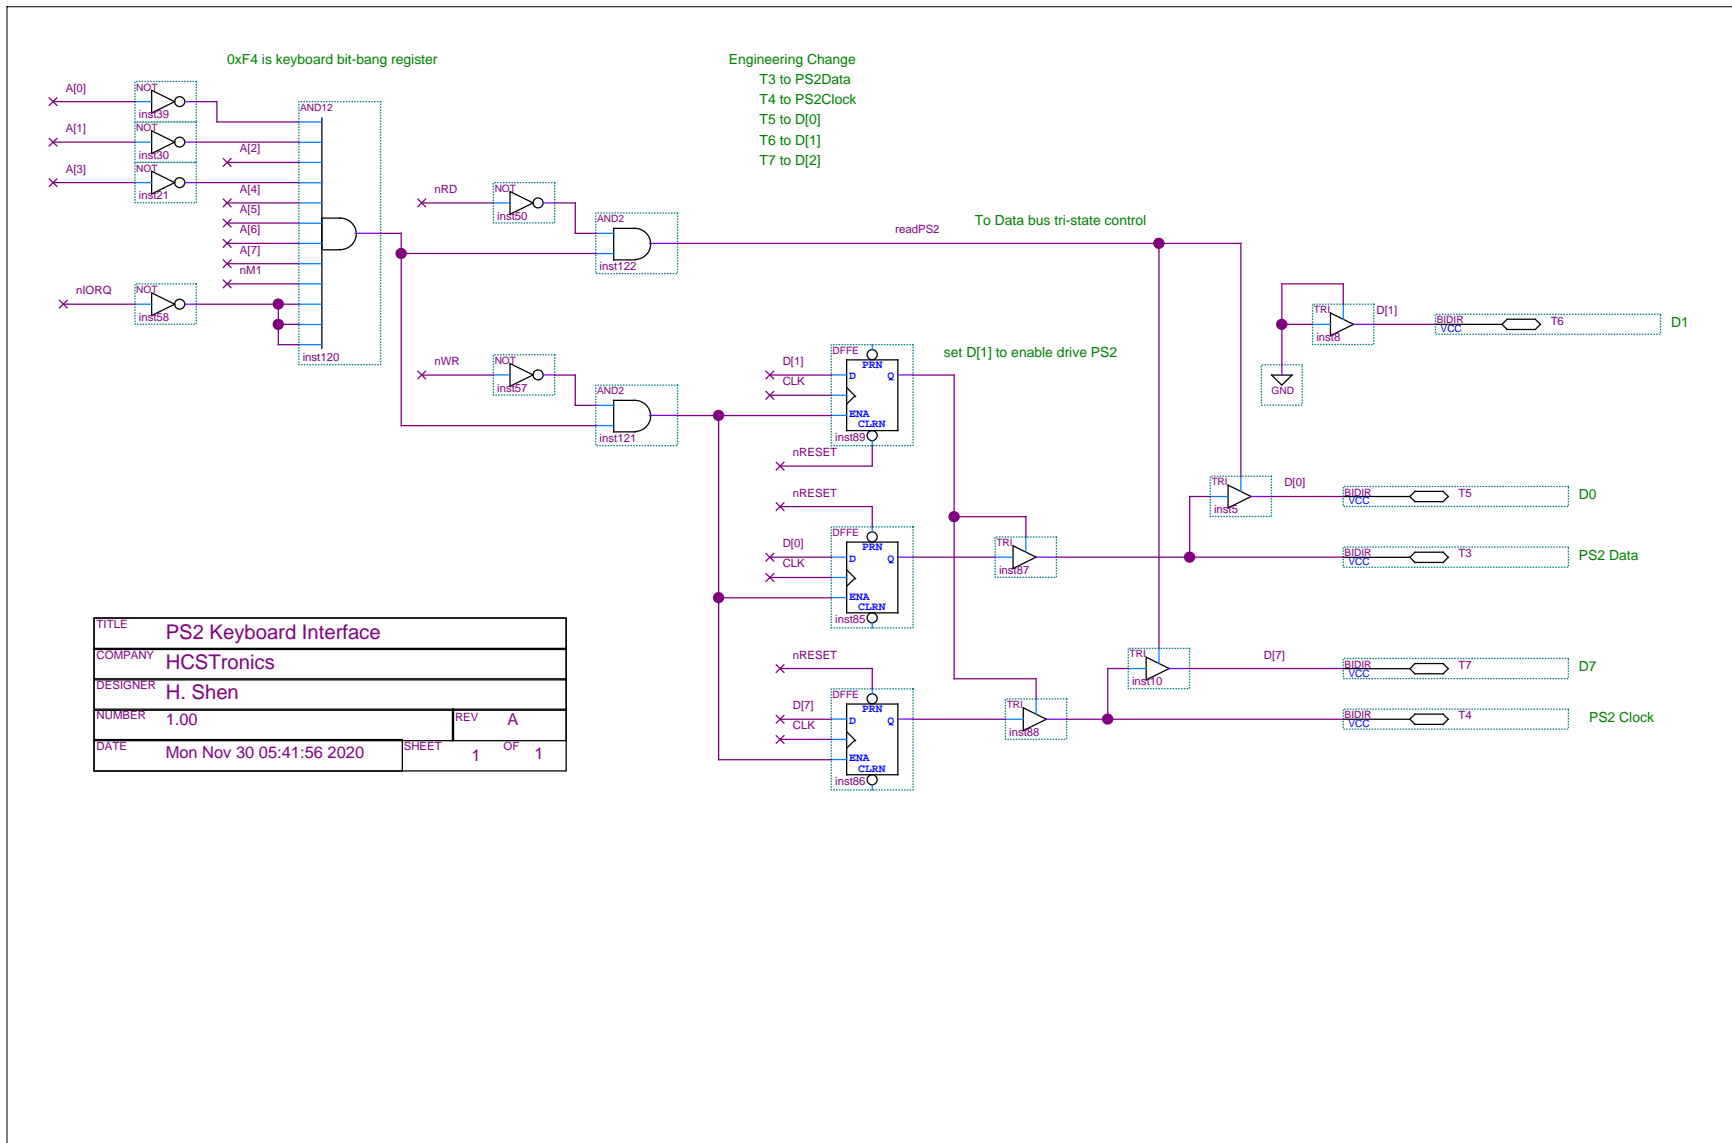 0xF4 is keyboard bit-bang register
Engineering Change
T3 to PS2Data
T4 to PS2Clock
T5 to D[0]
T6 to D[1]
T7 to D[2]
A[0]
NOT
inst39
A[1]
NOT
inst30
A[2]
A[3]
NOT
inst21
A[4]
A[5]
A[6]
A[7]
nM1
nIORQ
NOT
inst58
AND12
inst120
nRD
NOT
inst50
AND2
inst122
readPS2
To Data bus tri-state control
nWR
NOT
inst57
AND2
inst121
D[1]
CLK
DFFE
PRN
D
Q
ENA
CLRN
inst89
nRESET
set D[1] to enable drive PS2
TRI
inst8
D[1]
GND
BIDIR
VCC
T6
D1
nRESET
D[0]
CLK
DFFE
PRN
D
Q
ENA
CLRN
inst85
TRI
inst87
TRI
inst5
D[0]
BIDIR
VCC
T5
D0
BIDIR
VCC
T3
PS2 Data
nRESET
D[7]
CLK
DFFE
PRN
D
Q
ENA
CLRN
inst86
TRI
inst88
TRI
inst10
D[7]
BIDIR
VCC
T7
D7
BIDIR
VCC
T4
PS2 Clock
TITLE PS2 Keyboard Interface
COMPANY HCSTronics
DESIGNER H. Shen
NUMBER 1.00 REV A
DATE Mon Nov 30 05:41:56 2020 SHEET 1 OF 1